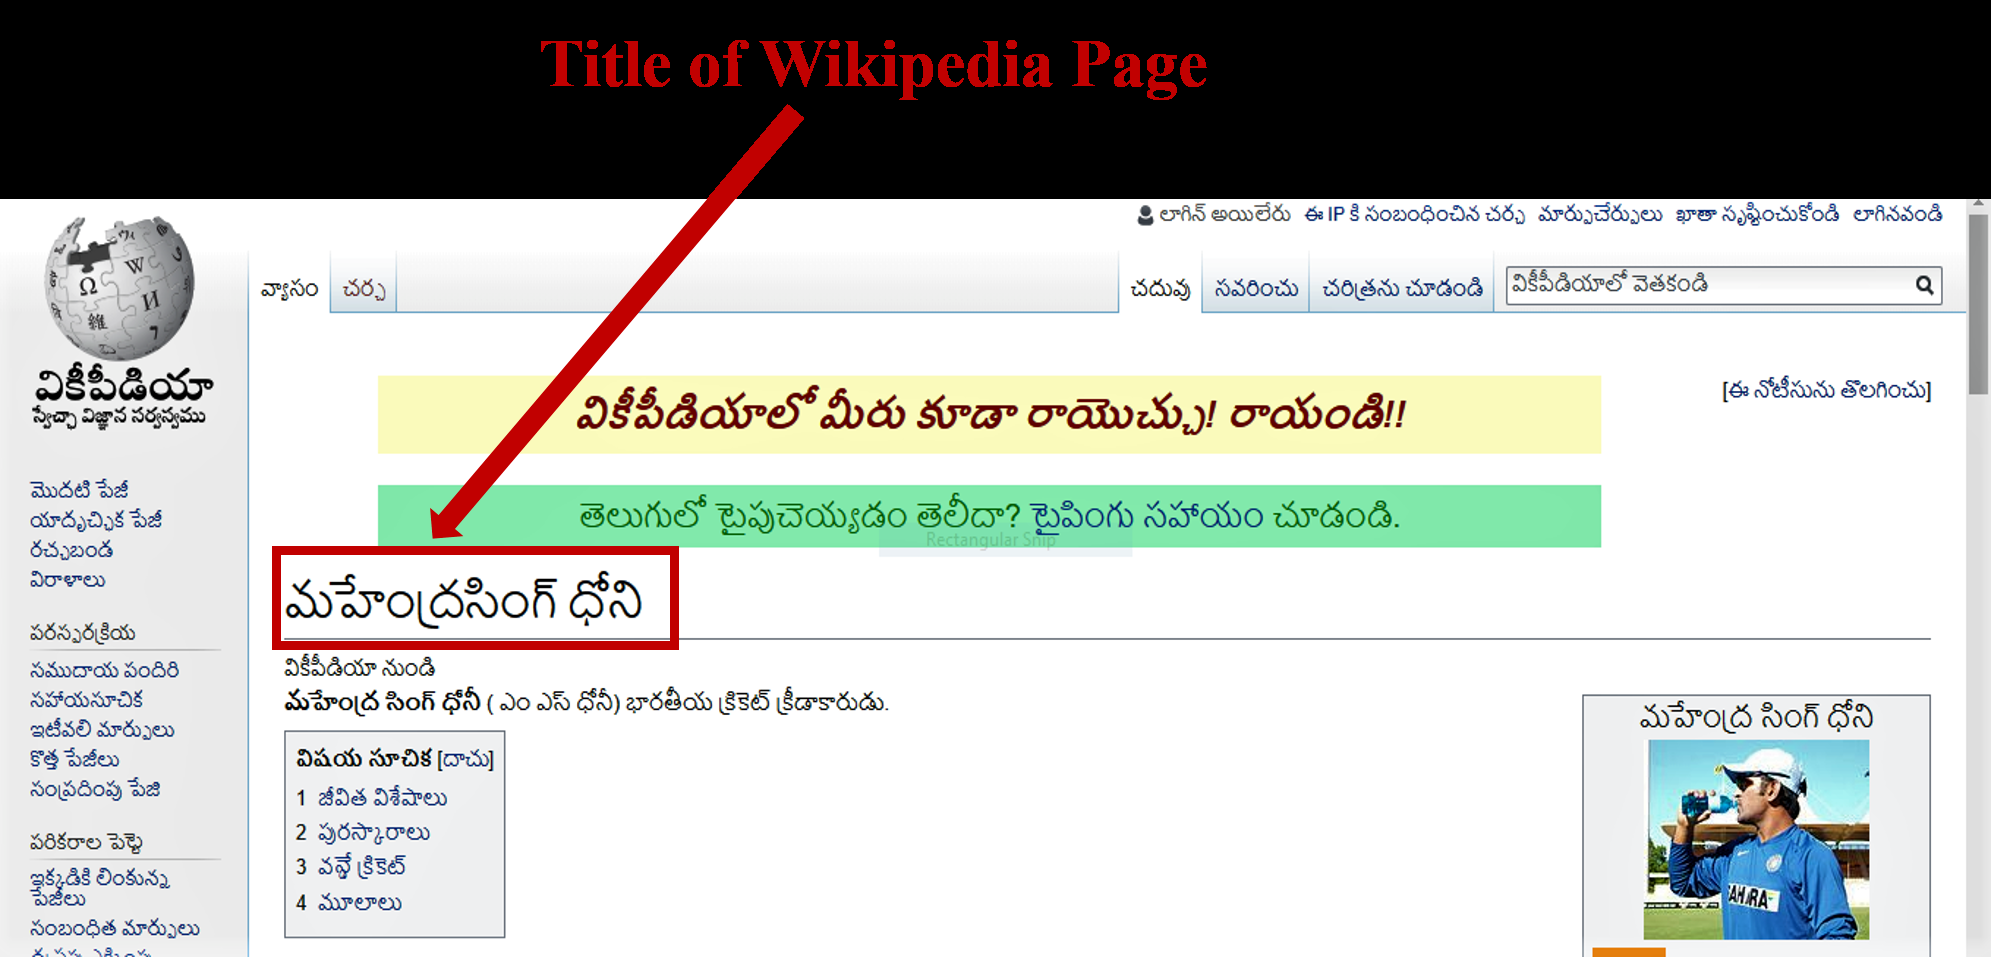 Title of Wikipedia Page
లాగిన్ అయిలేరు ఈ IP కి సంబంధించిన చర్చ మార్పుచేర్పులు ఖాతా సృష్టించుకోండి లాగినవండి
వ్యాసం చర్చ చదువు సవరించు చరిత్రను చూడండి వికీపీడియాలో వెతకండి
వికీపీడియా
స్వేచ్ఛా విజ్ఞాన సర్వస్వము
[ఈ నోటీసును తొలగించు]
వికీపీడియాలో మీరు కూడా రాయొచ్చు! రాయండి!!
తెలుగులో టైపుచెయ్యడం తెలీదా? టైపింగు సహాయం చూడండి.
Rectangular Snip
మొదటి పేజీ
యాదృచ్ఛిక పేజీ
రచ్చబండ
విరాళాలు
పరస్పరక్రియ
సముదాయ పందిరి
సహాయసూచిక
ఇటీవలి మార్పులు
కొత్త పేజీలు
సంప్రదింపు పేజి
పరికరాల పెట్టె
ఇక్కడికి లింకున్న
పేజీలు
సంబంధిత మార్పులు
మహేంద్రసింగ్ ధోని
వికీపీడియా నుండి
మహేంద్ర సింగ్ ధోనీ ( ఎం ఎస్ ధోనీ) భారతీయ క్రికెట్ క్రీడాకారుడు.
విషయ సూచిక [దాచు]
1 జీవిత విశేషాలు
2 పురస్కారాలు
3 వన్డే క్రికెట్
4 మూలాలు
మహేంద్ర సింగ్ ధోని
SAHARA